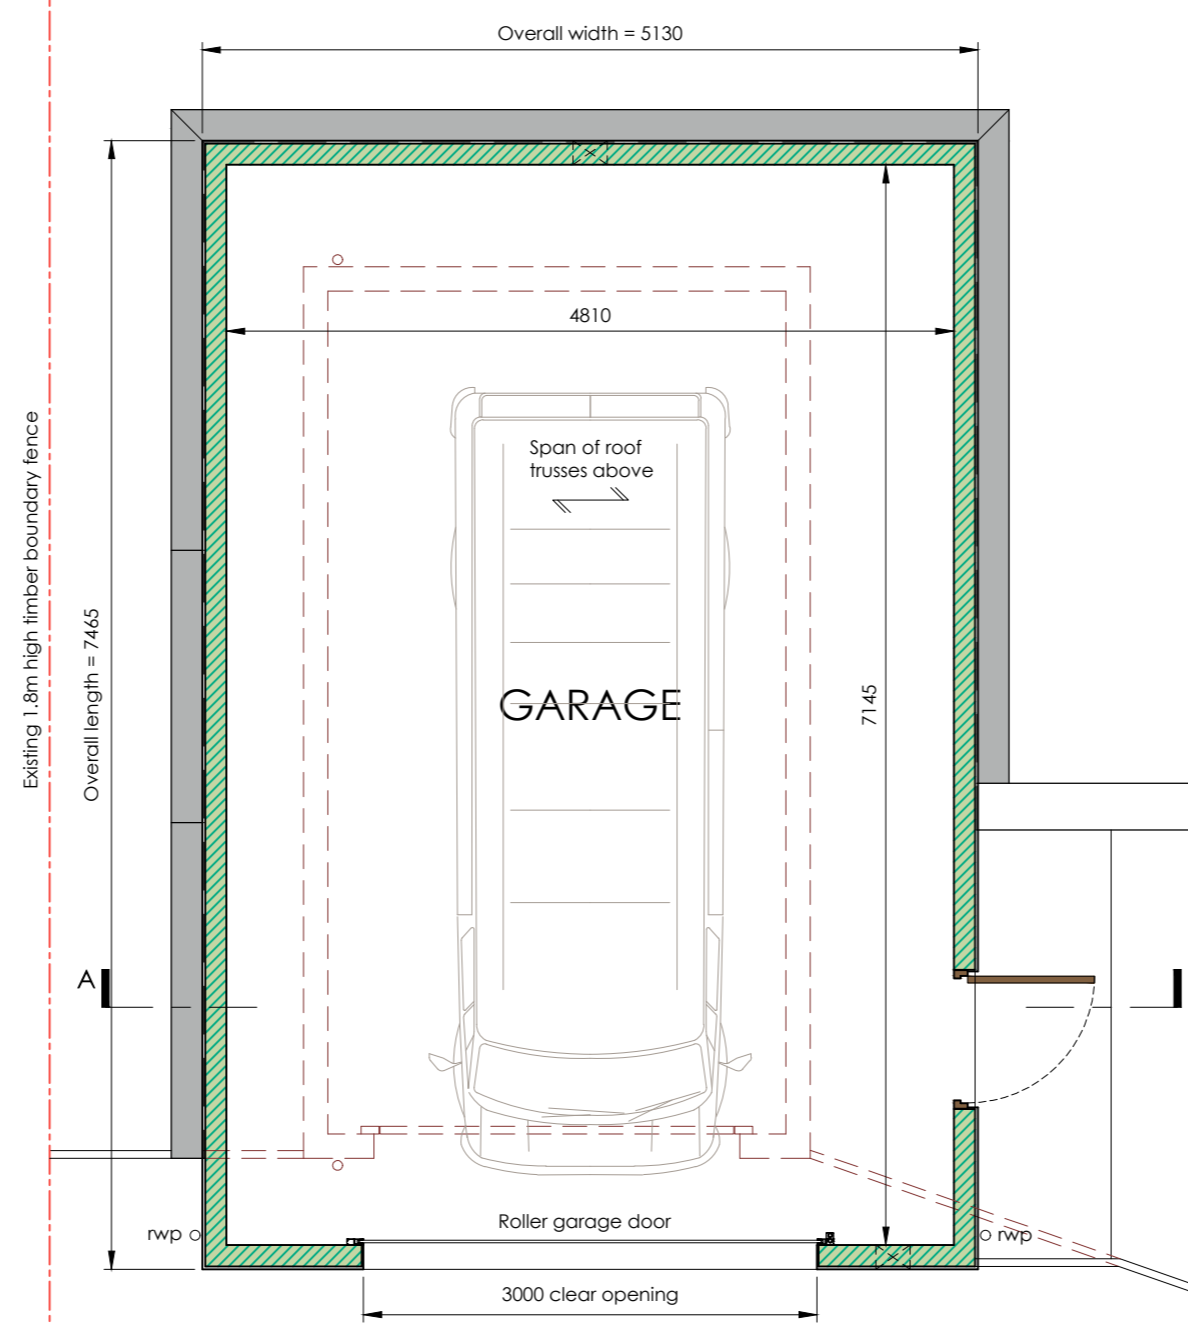 Overall width = 5130
4810
Span of roof
trusses above
Existing 1.8m high timber boundary fence
Overall length = 7465
GARAGE
7145
A
rwp
Roller garage door
rwp
3000 clear opening